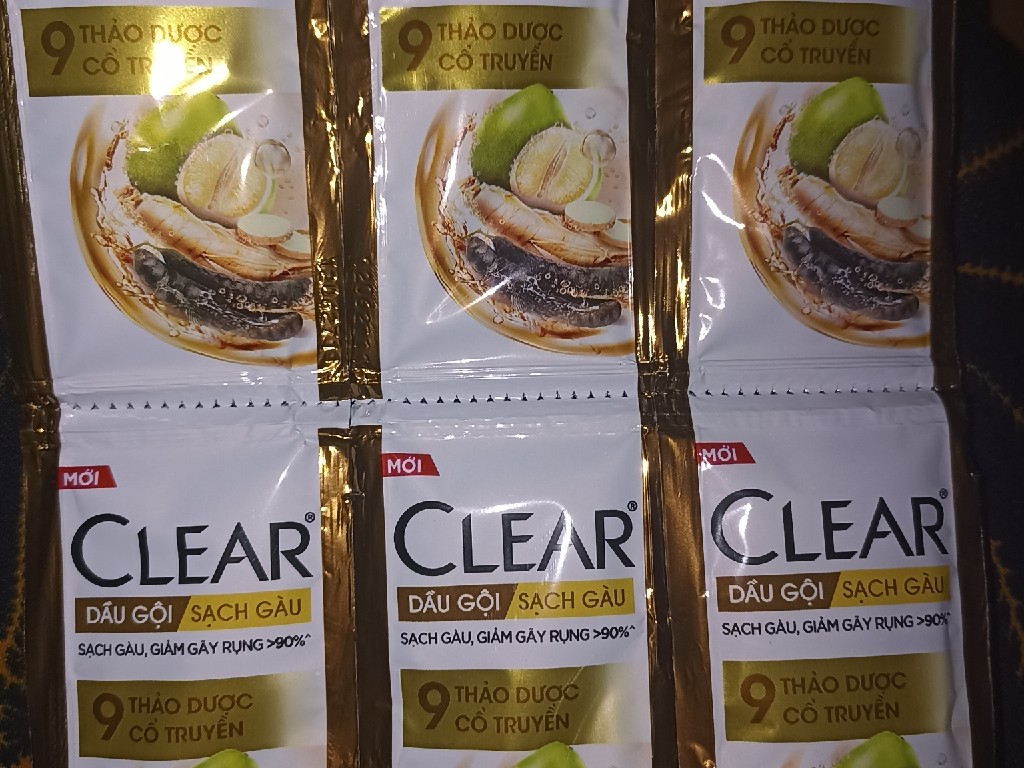 9 THẢO DƯỢC
CỔ TRUYỀN
9 THẢO DƯỢC
CỔ TRUYỀN
9 THẢO DƯỢC
CỔ TRUYỀN
MỚI
CLEAR®
DẦU GỘI SẠCH GÀU
SẠCH GÀU, GIẢM GÃY RỤNG >90%^
9 THẢO DƯỢC
CỔ TRUYỀN
MỚI
CLEAR®
DẦU GỘI SẠCH GÀU
SẠCH GÀU, GIẢM GÃY RỤNG >90%^
9 THẢO DƯỢC
CỔ TRUYỀN
MỚI
CLEAR®
DẦU GỘI SẠCH GÀU
SẠCH GÀU, GIẢM GÃY RỤNG >90%^
9 THẢO DƯỢC
CỔ TRUYỀN